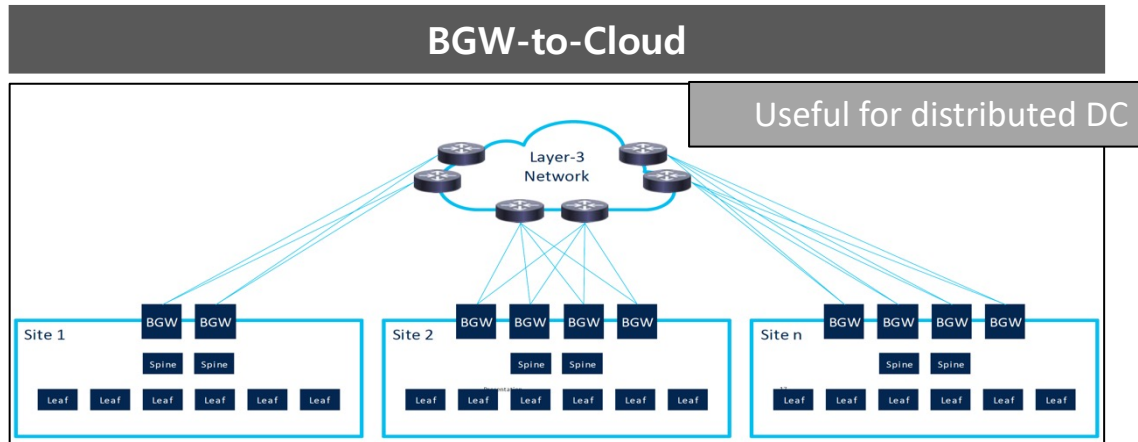 BGW-to-Cloud
Useful for distributed DC
Layer-3
Network
Site 1
BGW BGW
Spine Spine
Leaf Leaf Leaf Leaf Leaf Leaf
Site 2
BGW BGW BGW BGW
Spine Spine
Presentation
Leaf Leaf Leaf Leaf Leaf Leaf
Site n
BGW BGW BGW BGW
Spine Spine
Leaf Leaf Leaf Leaf Leaf Leaf